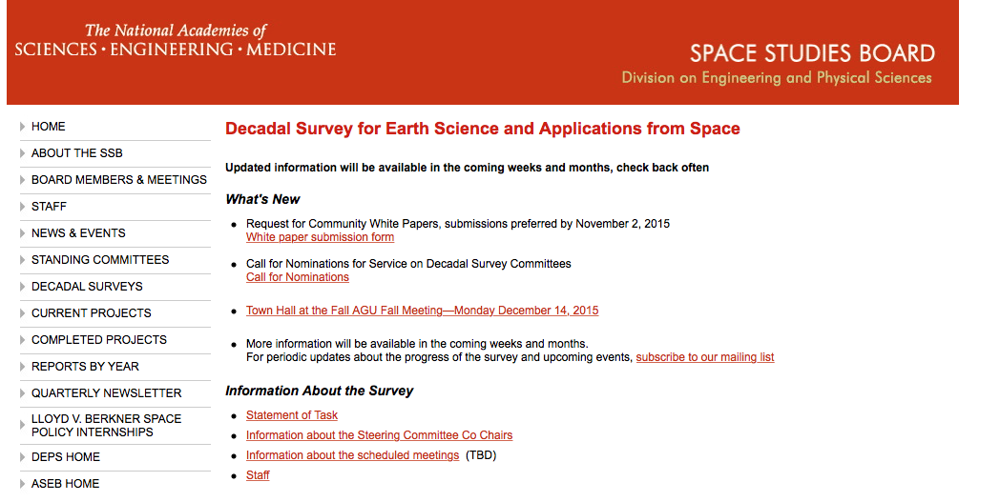 The National Academies of
SCIENCES · ENGINEERING · MEDICINE
SPACE STUDIES BOARD
Division on Engineering and Physical Sciences
HOME
ABOUT THE SSB
BOARD MEMBERS & MEETINGS
STAFF
NEWS & EVENTS
STANDING COMMITTEES
DECADAL SURVEYS
CURRENT PROJECTS
COMPLETED PROJECTS
REPORTS BY YEAR
QUARTERLY NEWSLETTER
LLOYD V. BERKNER SPACE
POLICY INTERNSHIPS
DEPS HOME
ASEB HOME
Decadal Survey for Earth Science and Applications from Space
Updated information will be available in the coming weeks and months, check back often
What's New
• Request for Community White Papers, submissions preferred by November 2, 2015
White paper submission form
• Call for Nominations for Service on Decadal Survey Committees
Call for Nominations
• Town Hall at the Fall AGU Fall Meeting—Monday December 14, 2015
• More information will be available in the coming weeks and months.
For periodic updates about the progress of the survey and upcoming events, subscribe to our mailing list
Information About the Survey
• Statement of Task
• Information about the Steering Committee Co Chairs
• Information about the scheduled meetings (TBD)
• Staff